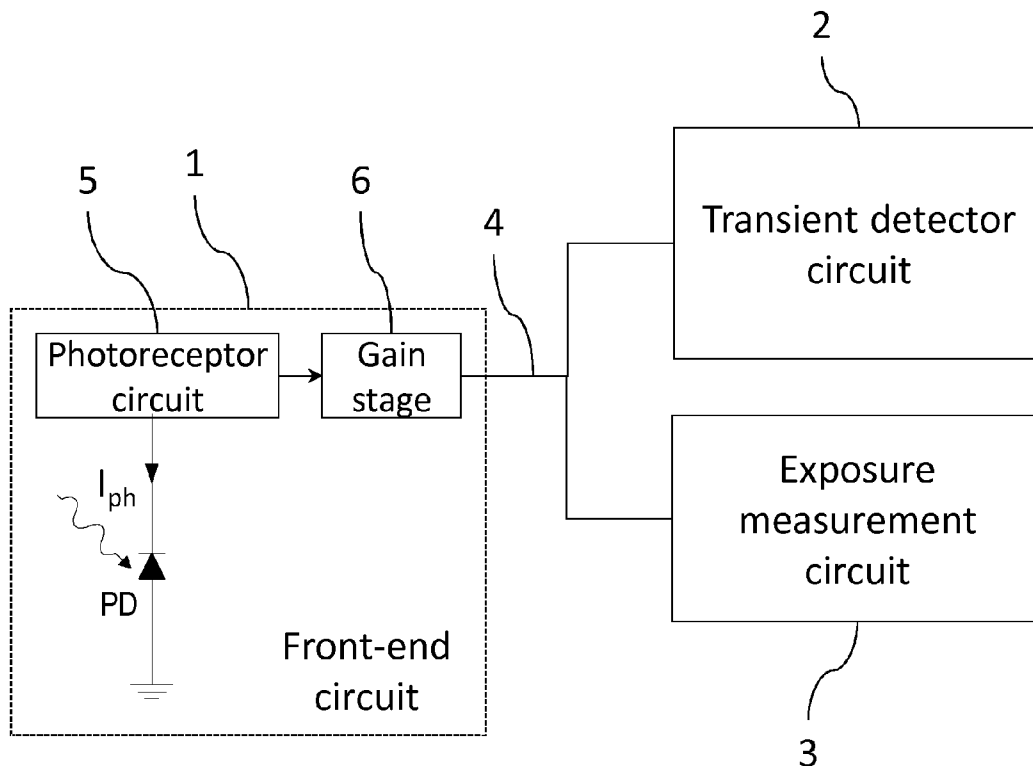 2
1
5
6
4
Transient detector
circuit
Photoreceptor
circuit
Gain
stage
I_ph
PD
Exposure
measurement
circuit
Front-end
circuit
3